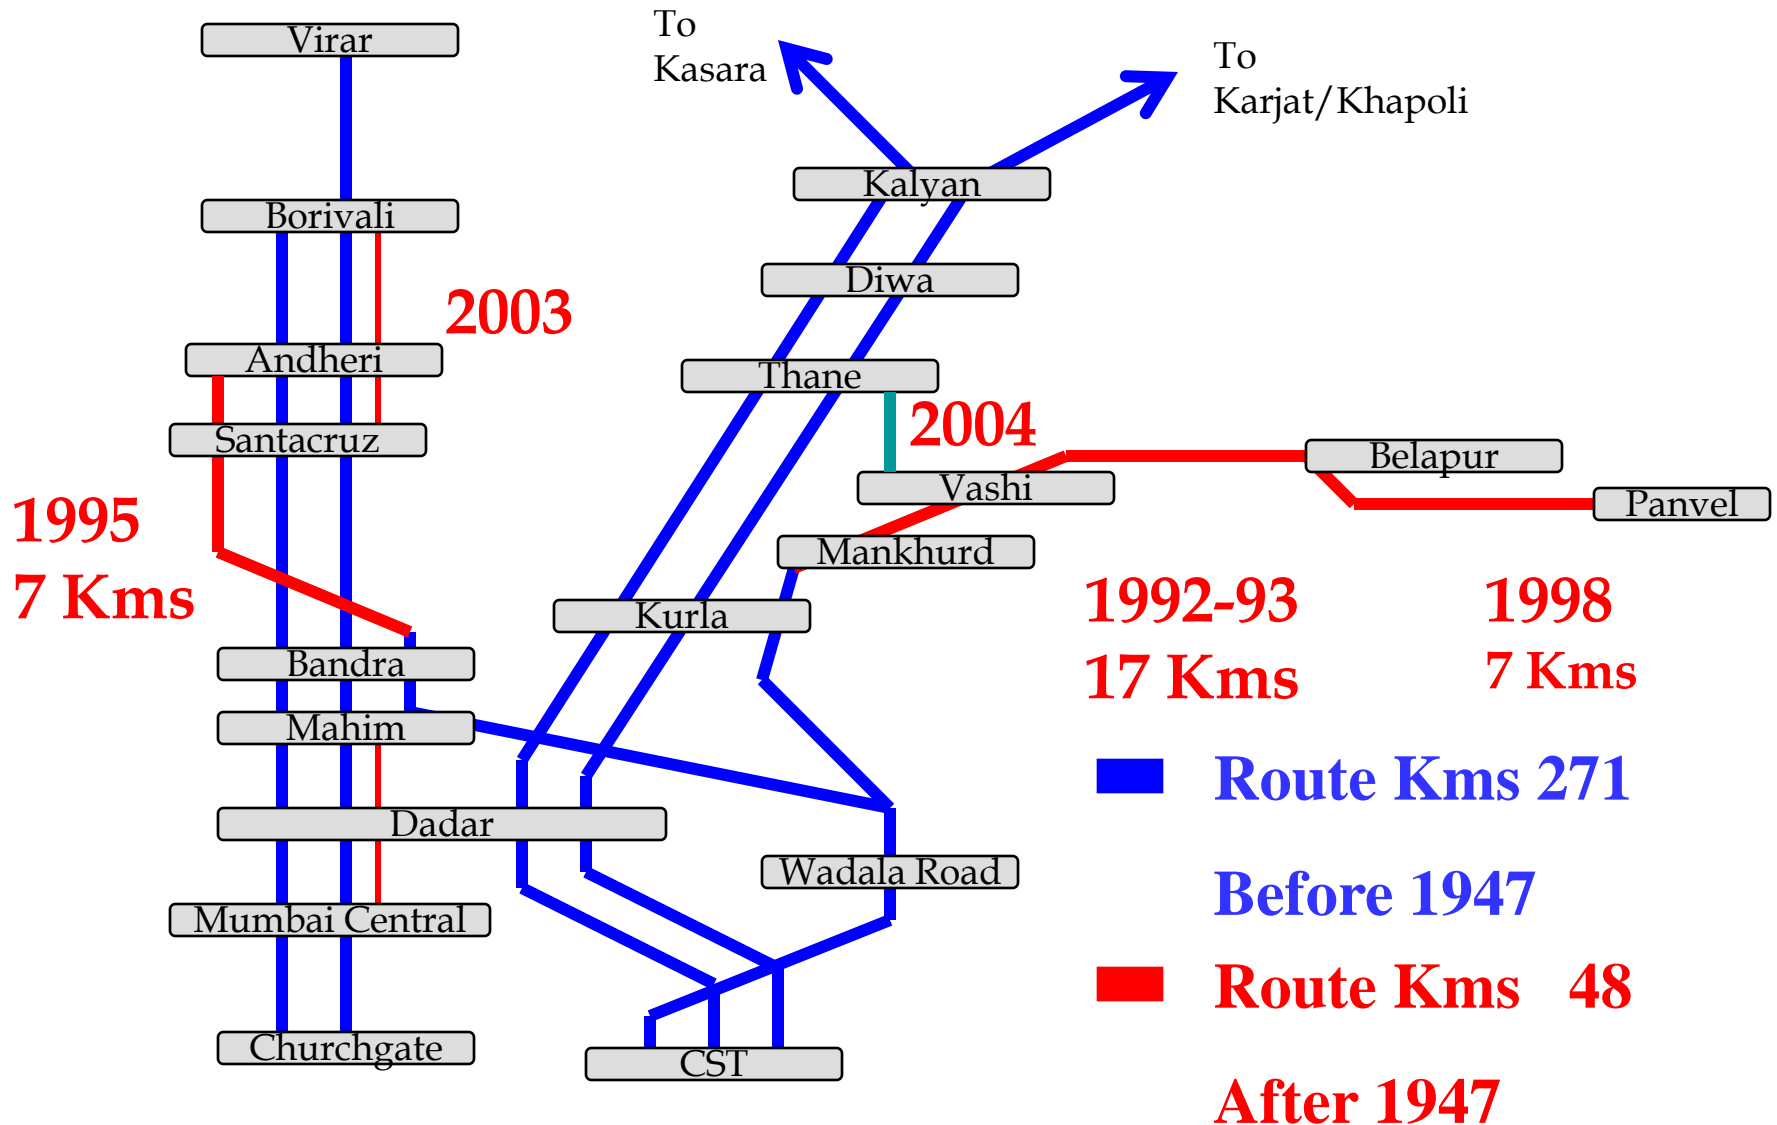 Virar
To
Kasara
To
Karjat/Khapoli
Kalyan
Borivali
Diwa
2003
Andheri
Thane
2004
Santacruz
Belapur
Vashi
Panvel
1995
7 Kms
Mankhurd
1992-93
17 Kms
1998
7 Kms
Kurla
Bandra
Mahim
Dadar
Wadala Road
Mumbai Central
Churchgate
CST
Route Kms 271
Before 1947
Route Kms 48
After 1947